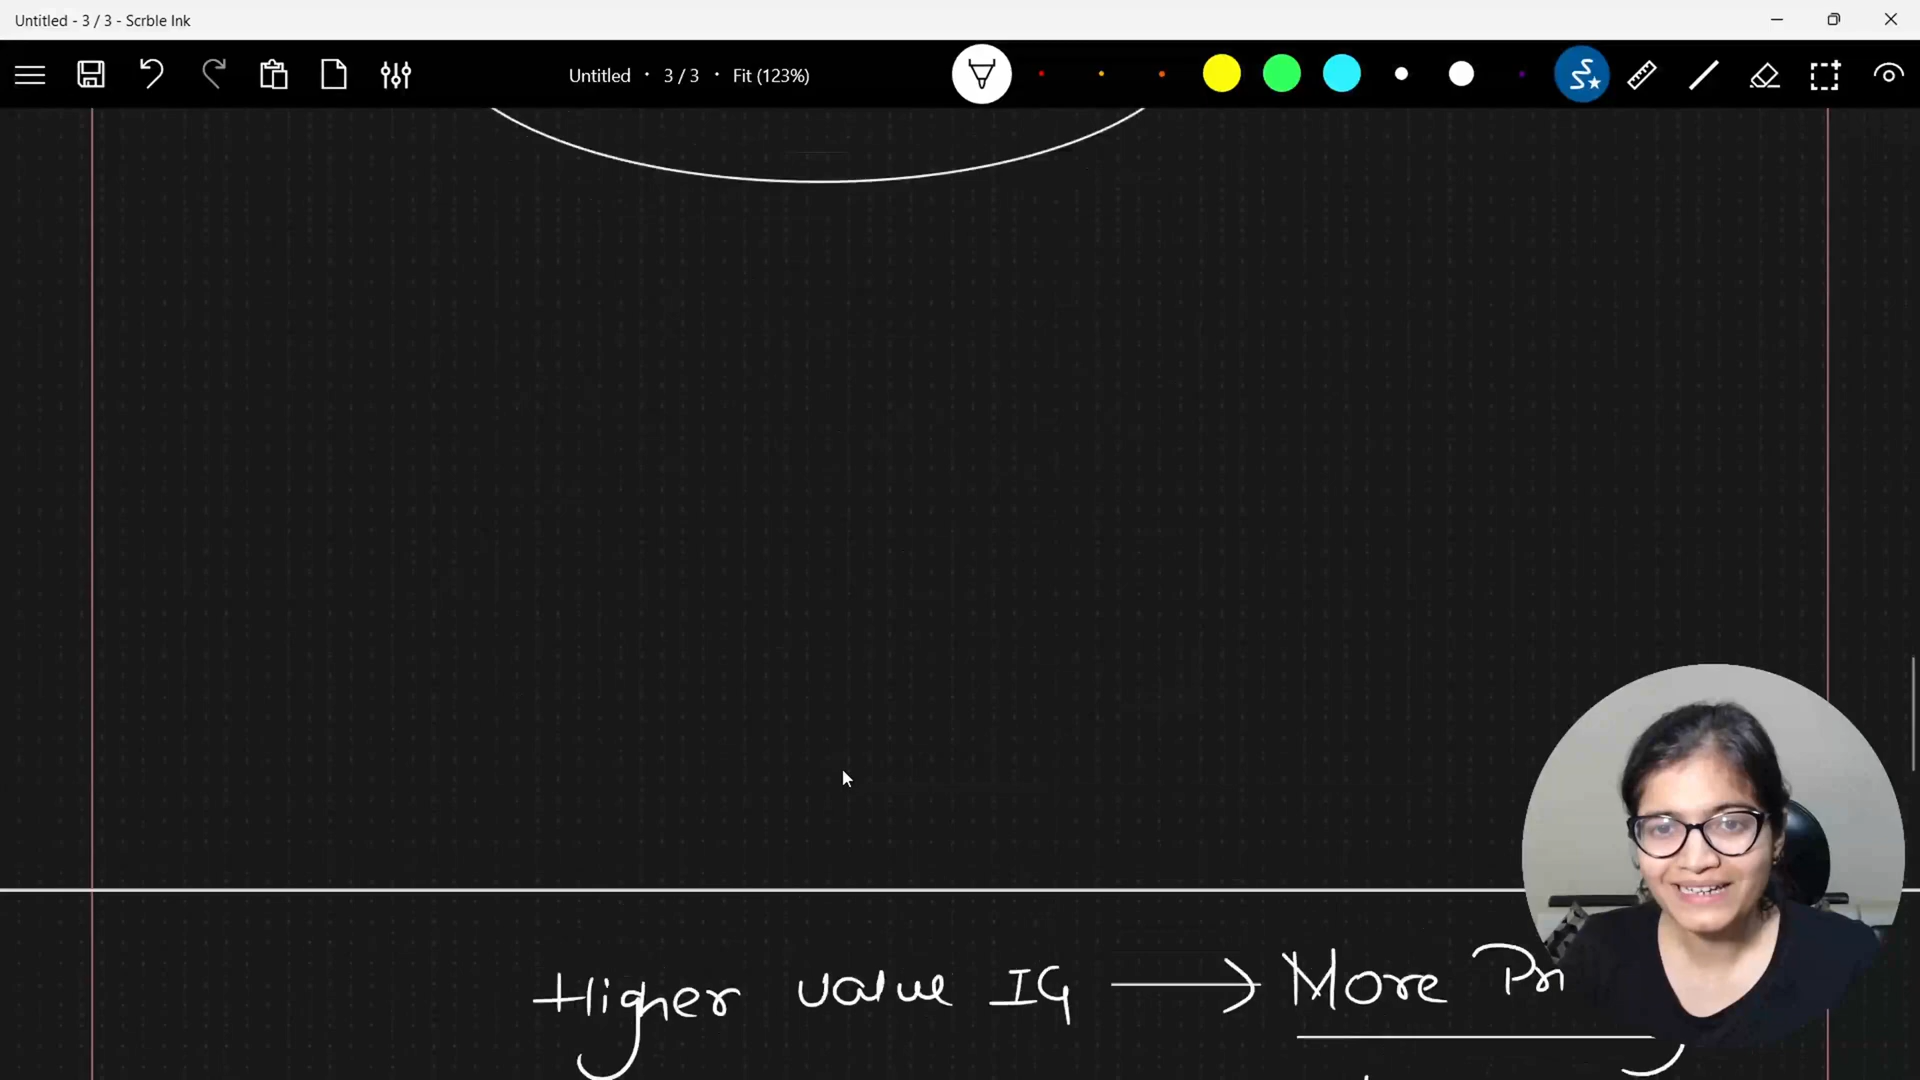 Untitled - 3 / 3 - Scrble Ink
Untitled • 3 / 3 • Fit (123%)
Higher value IG → More